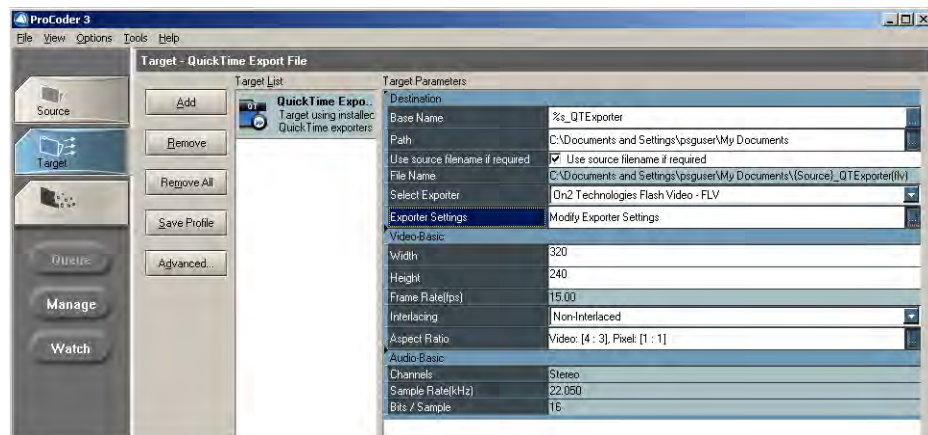 ProCoder 3
File View Options Tools Help
Target - QuickTime Export File
Source
Target
Queue
Manage
Watch
Add
Remove
Remove All
Save Profile
Advanced...
Target List
QuickTime Expo..
Target using installec
QuickTime exporters
Target Parameters
Destination
Base Name %s_QTExporter
Path C:\Documents and Settings\psguser\My Documents
Use source filename if required Use source filename if required
File Name C:\Documents and Settings\psguser\My Documents\{Source}_QTExporter(flv)
Select Exporter On2 Technologies Flash Video - FLV
Exporter Settings Modify Exporter Settings
Video-Basic
Width 320
Height 240
Frame Rate(fps) 15.00
Interlacing Non-Interlaced
Aspect Ratio Video: [4 : 3], Pixel: [1 : 1]
Audio-Basic
Channels Stereo
Sample Rate(kHz) 22.050
Bits / Sample 16